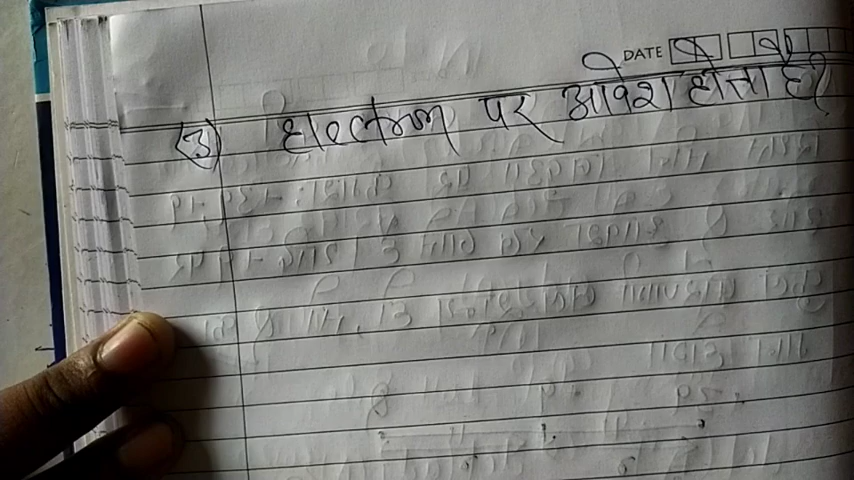 DATE
(3) इलेक्ट्रान पर आवेश होता है।